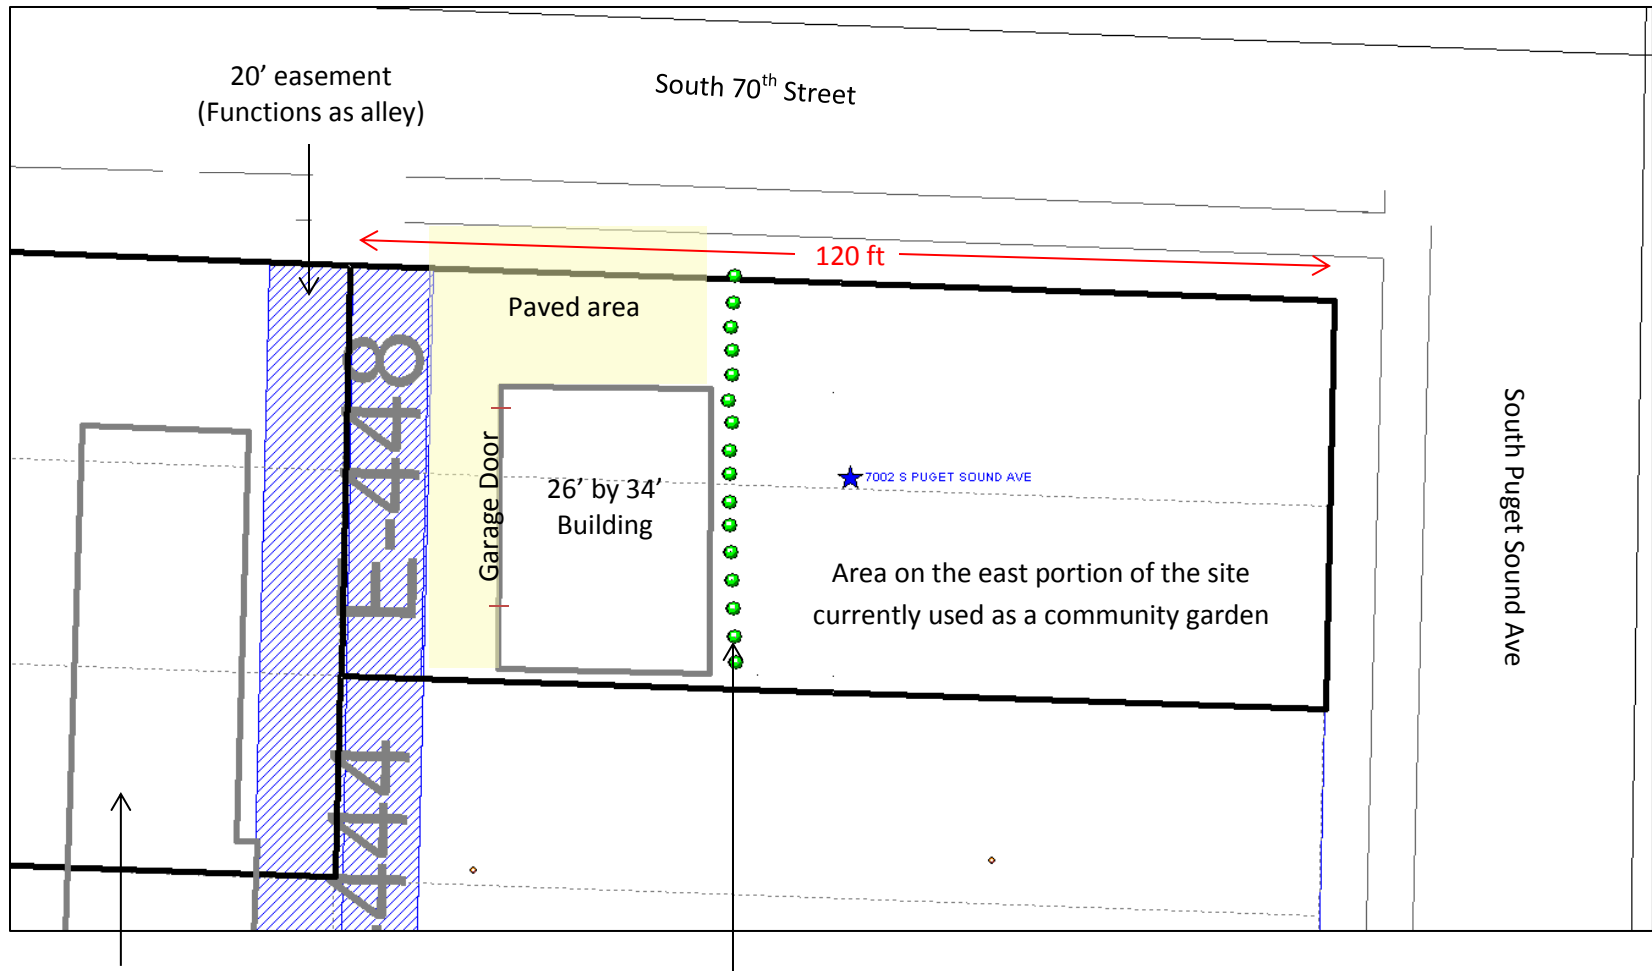 20’ easement
(Functions as alley)
South 70th Street
120 ft
Paved area
E-448
Garage Door
26’ by 34’
Building
7002 S PUGET SOUND AVE
Area on the east portion of the site
currently used as a community garden
South Puget Sound Ave
-444